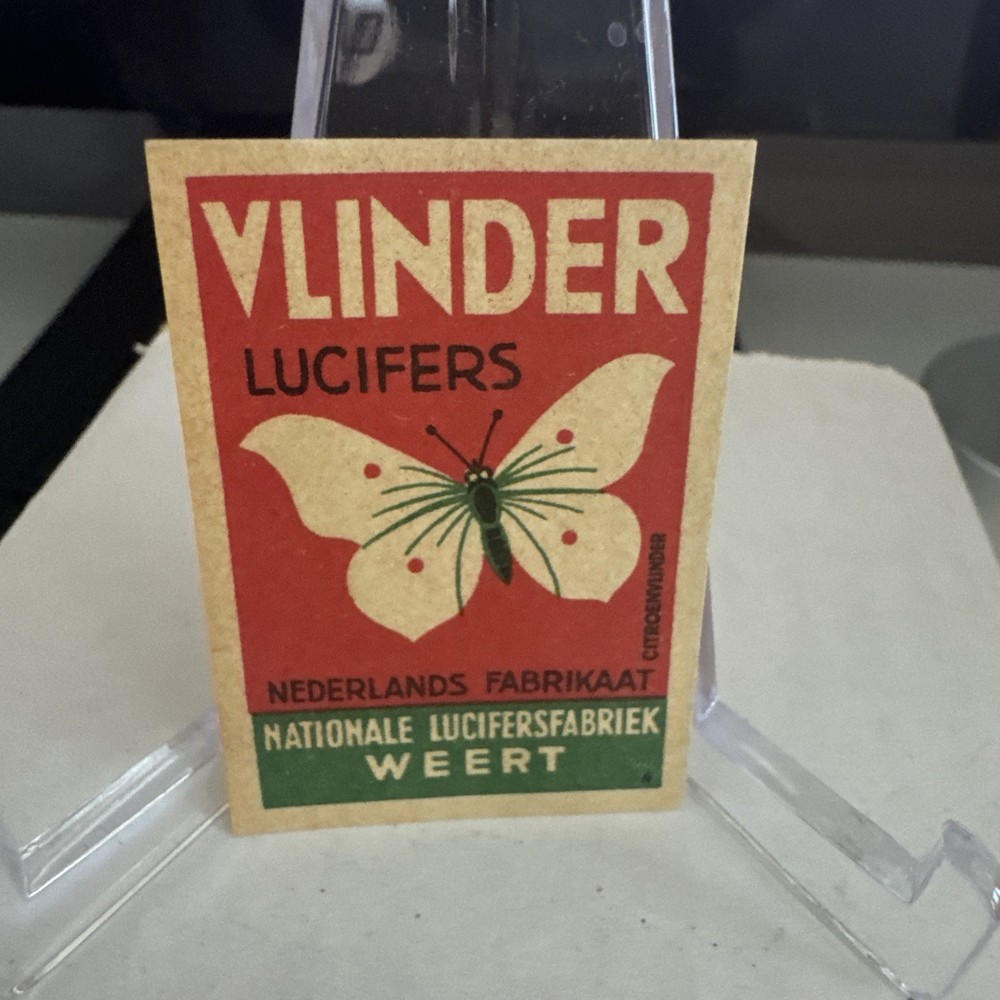 VLINDER
LUCIFERS
CITROENVLINDER
NEDERLANDS FABRIKAAT
NATIONALE LUCIFERSFABRIEK
WEERT